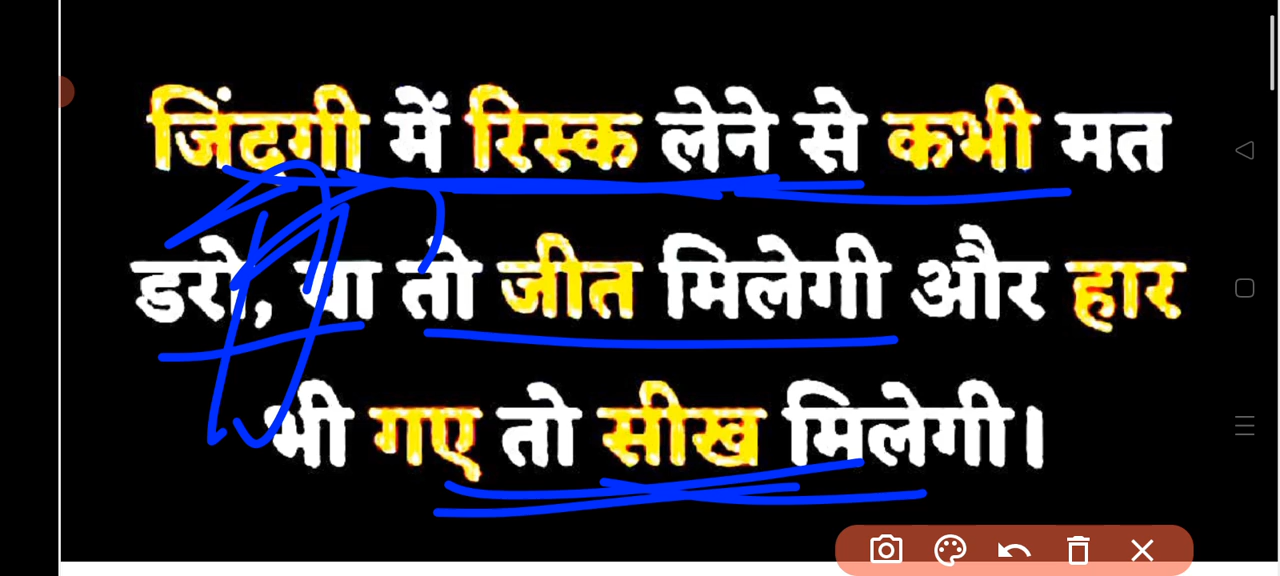 जिंदगी में रिस्क लेने से कभी मत
डरो, या तो जीत मिलेगी और हार
भी गए तो सीख मिलेगी।